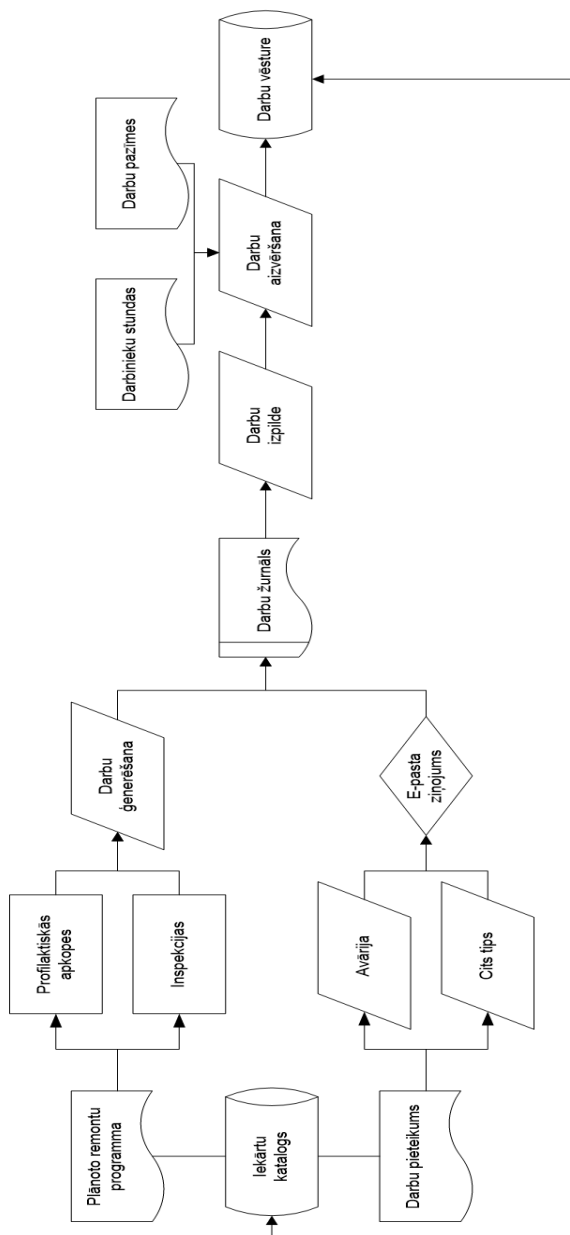 Plānoto remontu
programma
Iekārtu
katalogs
Darbu pieteikums
Profilaktiskās
apkopes
Inspekcijas
Avārija
Cits tips
Darbu
ģenerēšana
E-pasta
ziņojums
Darbu žurnāls
Darbu
izpilde
Darbinieku stundas
Darbu pazīmes
Darbu
aizvēršana
Darbu vēsture